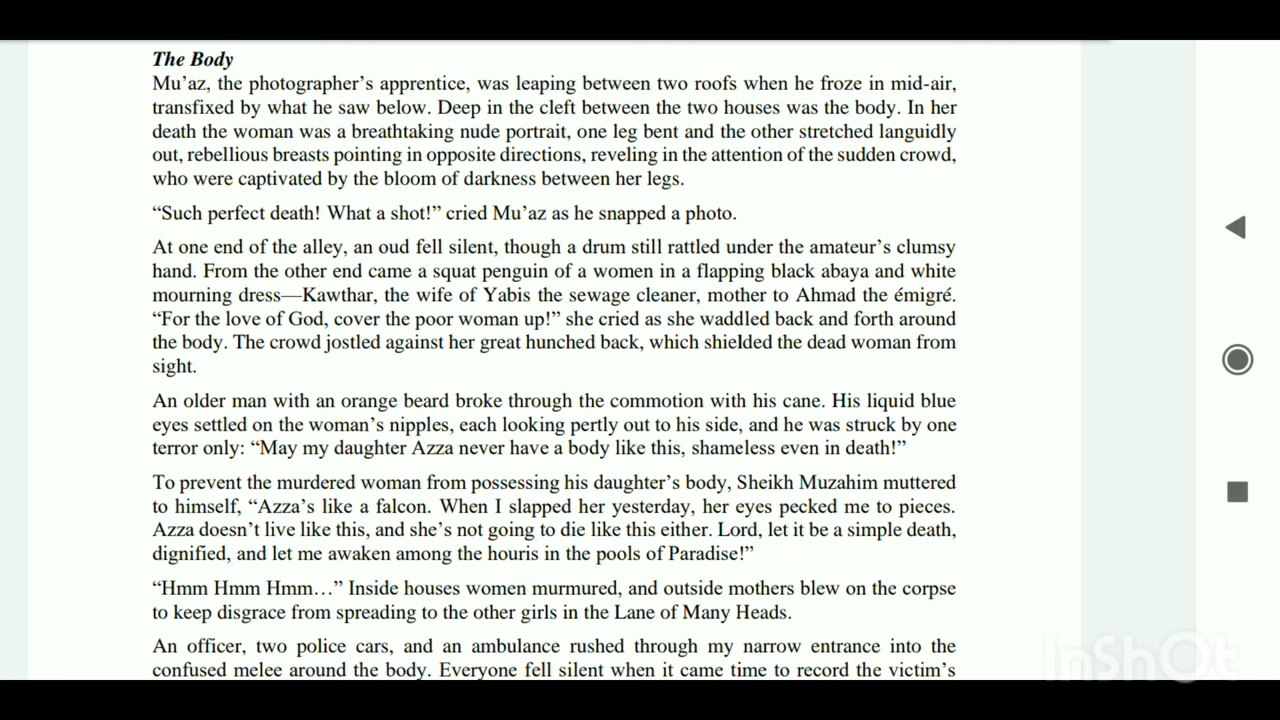 The Body
Mu’az, the photographer’s apprentice, was leaping between two roofs when he froze in mid-air,
transfixed by what he saw below. Deep in the cleft between the two houses was the body. In her
death the woman was a breathtaking nude portrait, one leg bent and the other stretched languidly
out, rebellious breasts pointing in opposite directions, reveling in the attention of the sudden crowd,
who were captivated by the bloom of darkness between her legs.
“Such perfect death! What a shot!” cried Mu’az as he snapped a photo.
At one end of the alley, an oud fell silent, though a drum still rattled under the amateur’s clumsy
hand. From the other end came a squat penguin of a women in a flapping black abaya and white
mourning dress—Kawthar, the wife of Yabis the sewage cleaner, mother to Ahmad the émigré.
“For the love of God, cover the poor woman up!” she cried as she waddled back and forth around
the body. The crowd jostled against her great hunched back, which shielded the dead woman from
sight.
An older man with an orange beard broke through the commotion with his cane. His liquid blue
eyes settled on the woman’s nipples, each looking pertly out to his side, and he was struck by one
terror only: “May my daughter Azza never have a body like this, shameless even in death!”
To prevent the murdered woman from possessing his daughter’s body, Sheikh Muzahim muttered
to himself, “Azza’s like a falcon. When I slapped her yesterday, her eyes pecked me to pieces.
Azza doesn’t live like this, and she’s not going to die like this either. Lord, let it be a simple death,
dignified, and let me awaken among the houris in the pools of Paradise!”
“Hmm Hmm Hmm…” Inside houses women murmured, and outside mothers blew on the corpse
to keep disgrace from spreading to the other girls in the Lane of Many Heads.
An officer, two police cars, and an ambulance rushed through my narrow entrance into the
confused melee around the body. Everyone fell silent when it came time to record the victim’s
InShOt